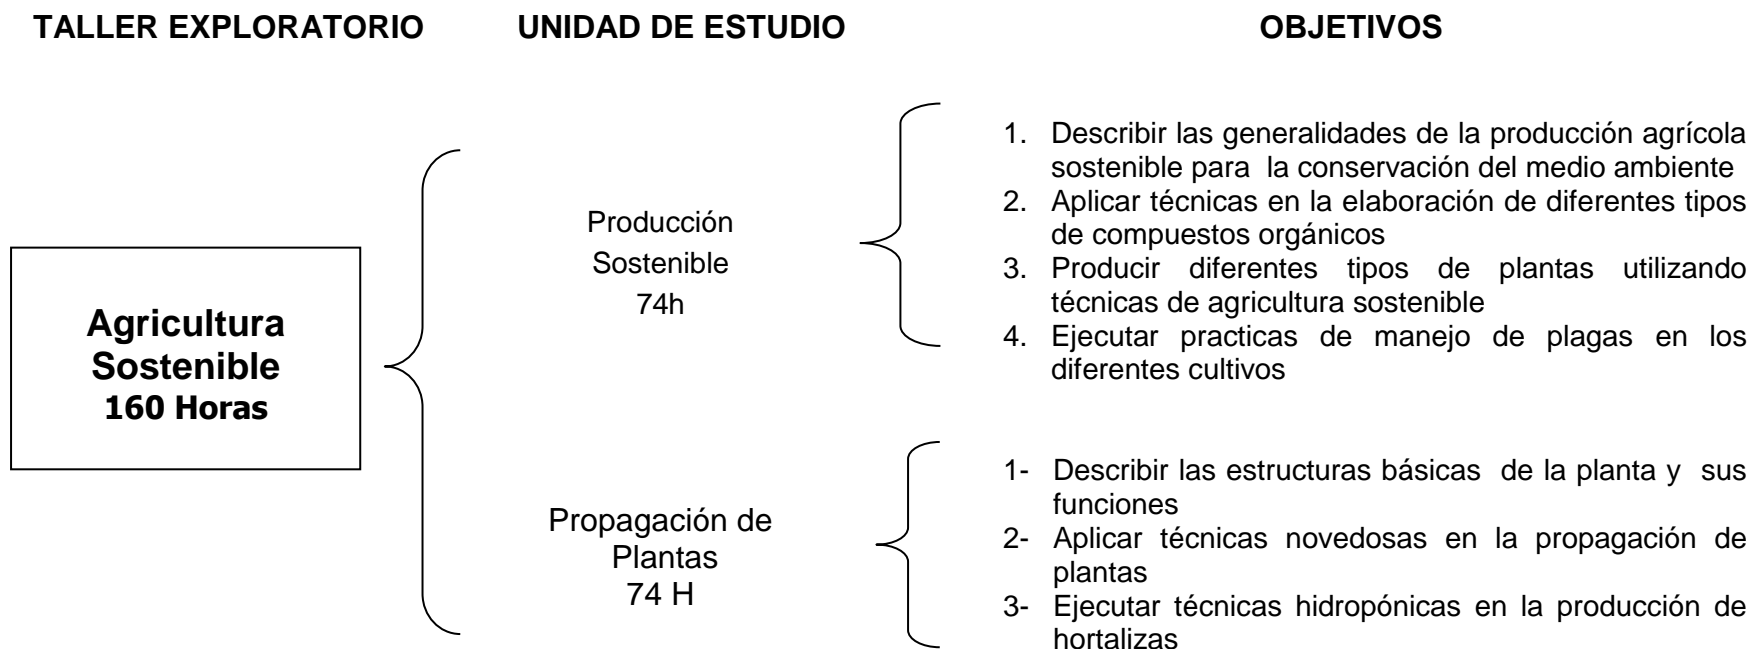 TALLER EXPLORATORIO UNIDAD DE ESTUDIO OBJETIVOS
Agricultura
Sostenible
160 Horas
Producción
Sostenible
74h
1. Describir las generalidades de la producción agrícola
sostenible para la conservación del medio ambiente
2. Aplicar técnicas en la elaboración de diferentes tipos
de compuestos orgánicos
3. Producir diferentes tipos de plantas utilizando
técnicas de agricultura sostenible
4. Ejecutar practicas de manejo de plagas en los
diferentes cultivos
Propagación de
Plantas
74 H
1- Describir las estructuras básicas de la planta y sus
funciones
2- Aplicar técnicas novedosas en la propagación de
plantas
3- Ejecutar técnicas hidropónicas en la producción de
hortalizas